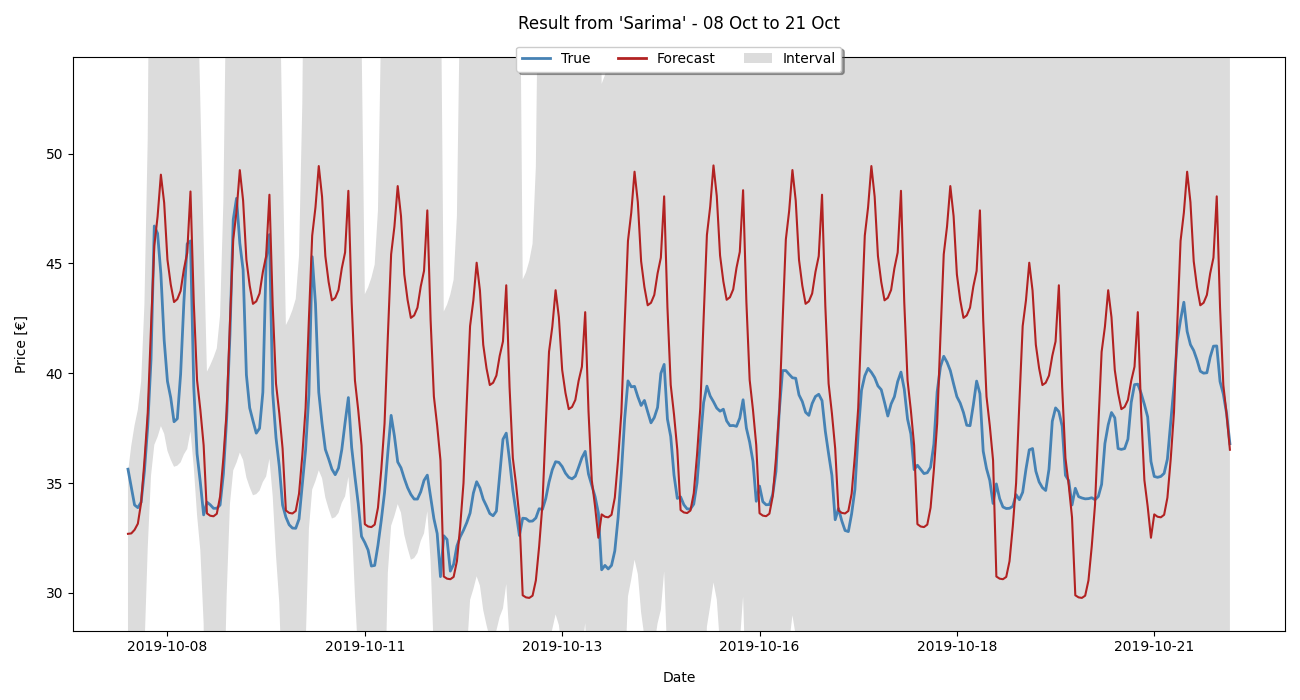 Result from 'Sarima' - 08 Oct to 21 Oct
True Forecast Interval
Price [€]
50
45
40
35
30
2019-10-08 2019-10-11 2019-10-13 2019-10-16 2019-10-18 2019-10-21
Date